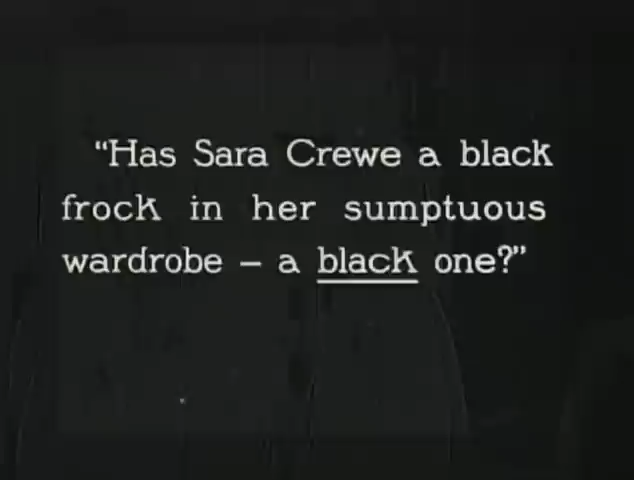 “Has Sara Crewe a black
frock in her sumptuous
wardrobe – a black one?”